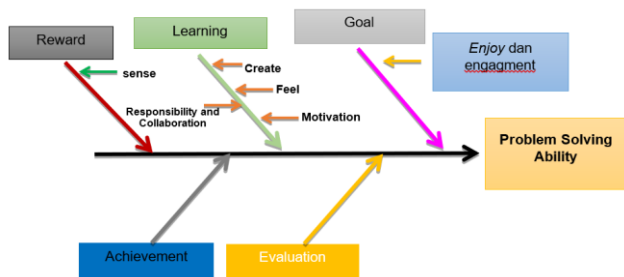 Reward
Learning
Goal
sense
Create
Feel
Responsibility and
Collaboration
Motivation
Enjoy dan
engagment
Problem Solving
Ability
Achievement
Evaluation